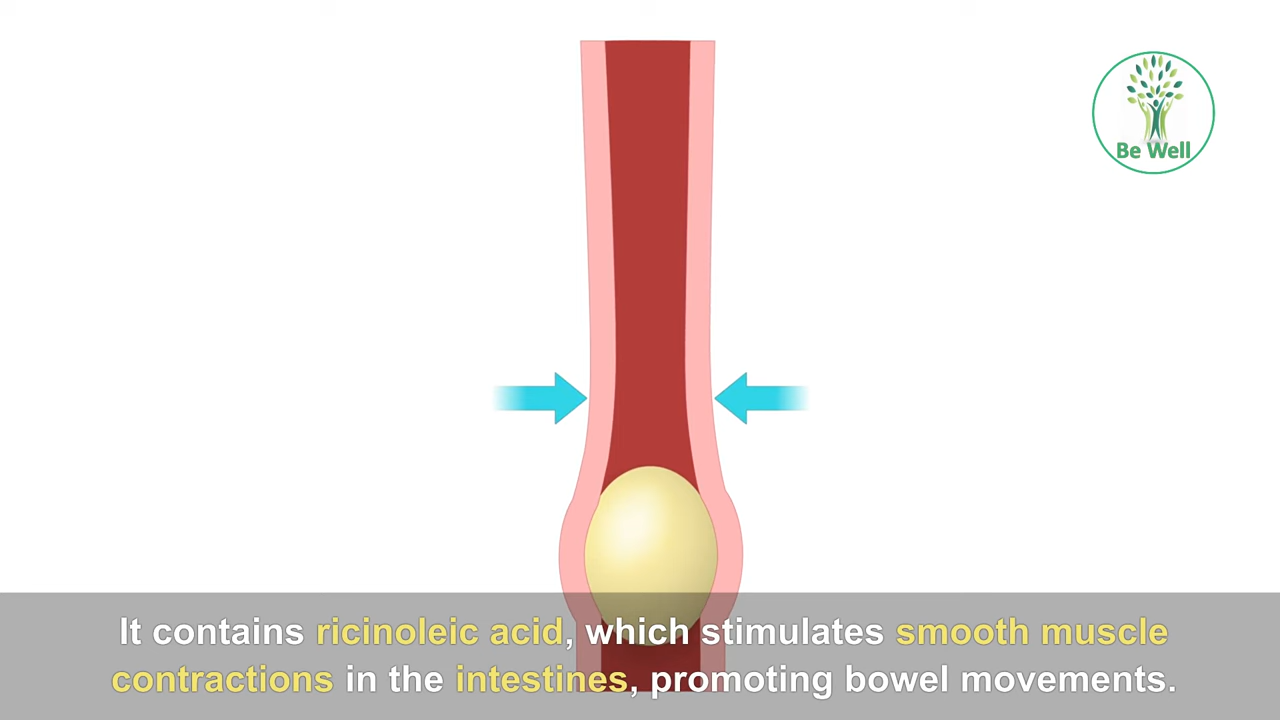 Be Well
It contains ricinoleic acid, which stimulates smooth muscle
contractions in the intestines, promoting bowel movements.